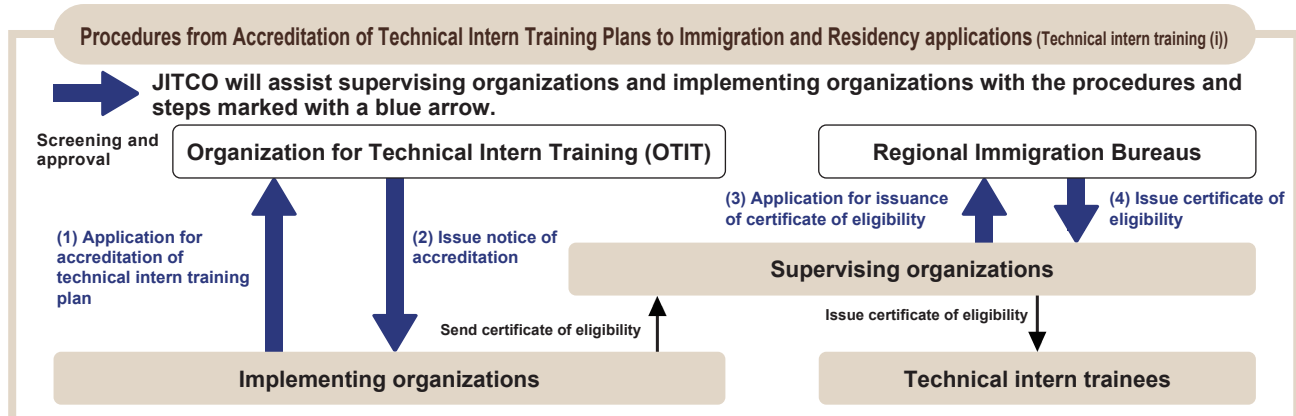 Procedures from Accreditation of Technical Intern Training Plans to Immigration and Residency applications (Technical intern training (i))
JITCO will assist supervising organizations and implementing organizations with the procedures and
steps marked with a blue arrow.
Screening and
approval
Organization for Technical Intern Training (OTIT)
Regional Immigration Bureaus
(1) Application for
accreditation of
technical intern training
plan
(2) Issue notice of
accreditation
(3) Application for issuance
of certificate of eligibility
(4) Issue certificate of
eligibility
Supervising organizations
Send certificate of eligibility
Issue certificate of eligibility
Implementing organizations
Technical intern trainees